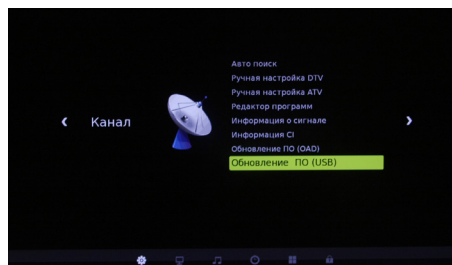 Канал
Авто поиск
Ручная настройка DTV
Ручная настройка ATV
Редактор программ
Информация о сигнале
Информация CI
Обновление ПО (OAD)
Обновление ПО (USB)